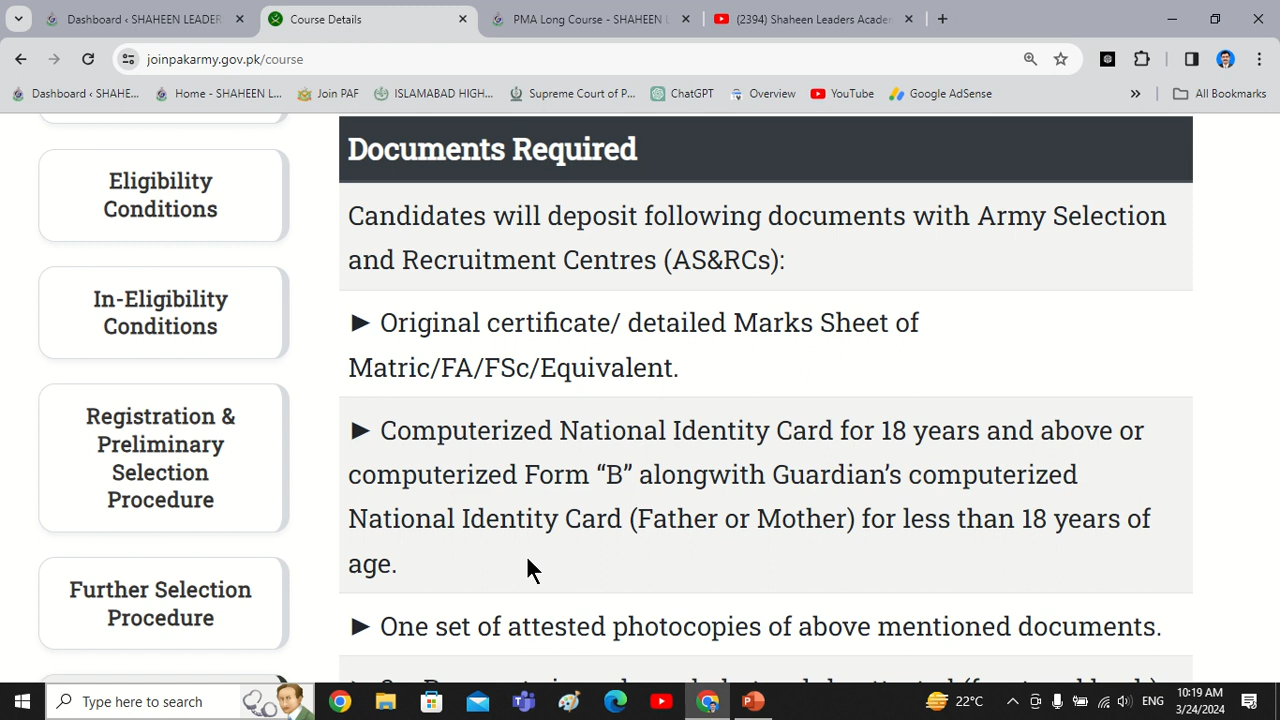 Dashboard ‹ SHAHEEN LEADER
Course Details
PMA Long Course - SHAHEEN L
(2394) Shaheen Leaders Acader
joinpakarmy.gov.pk/course
Dashboard ‹ SHAHE...
Home - SHAHEEN L...
Join PAF
ISLAMABAD HIGH...
Supreme Court of P...
ChatGPT
Overview
YouTube
Google AdSense
»
All Bookmarks
Eligibility
Conditions
In-Eligibility
Conditions
Registration &
Preliminary
Selection
Procedure
Further Selection
Procedure
Documents Required
Candidates will deposit following documents with Army Selection
and Recruitment Centres (AS&RCs):
► Original certificate/ detailed Marks Sheet of
Matric/FA/FSc/Equivalent.
► Computerized National Identity Card for 18 years and above or
computerized Form “B” alongwith Guardian’s computerized
National Identity Card (Father or Mother) for less than 18 years of
age.
► One set of attested photocopies of above mentioned documents.
Type here to search
22°C
ENG
10:19 AM
3/24/2024